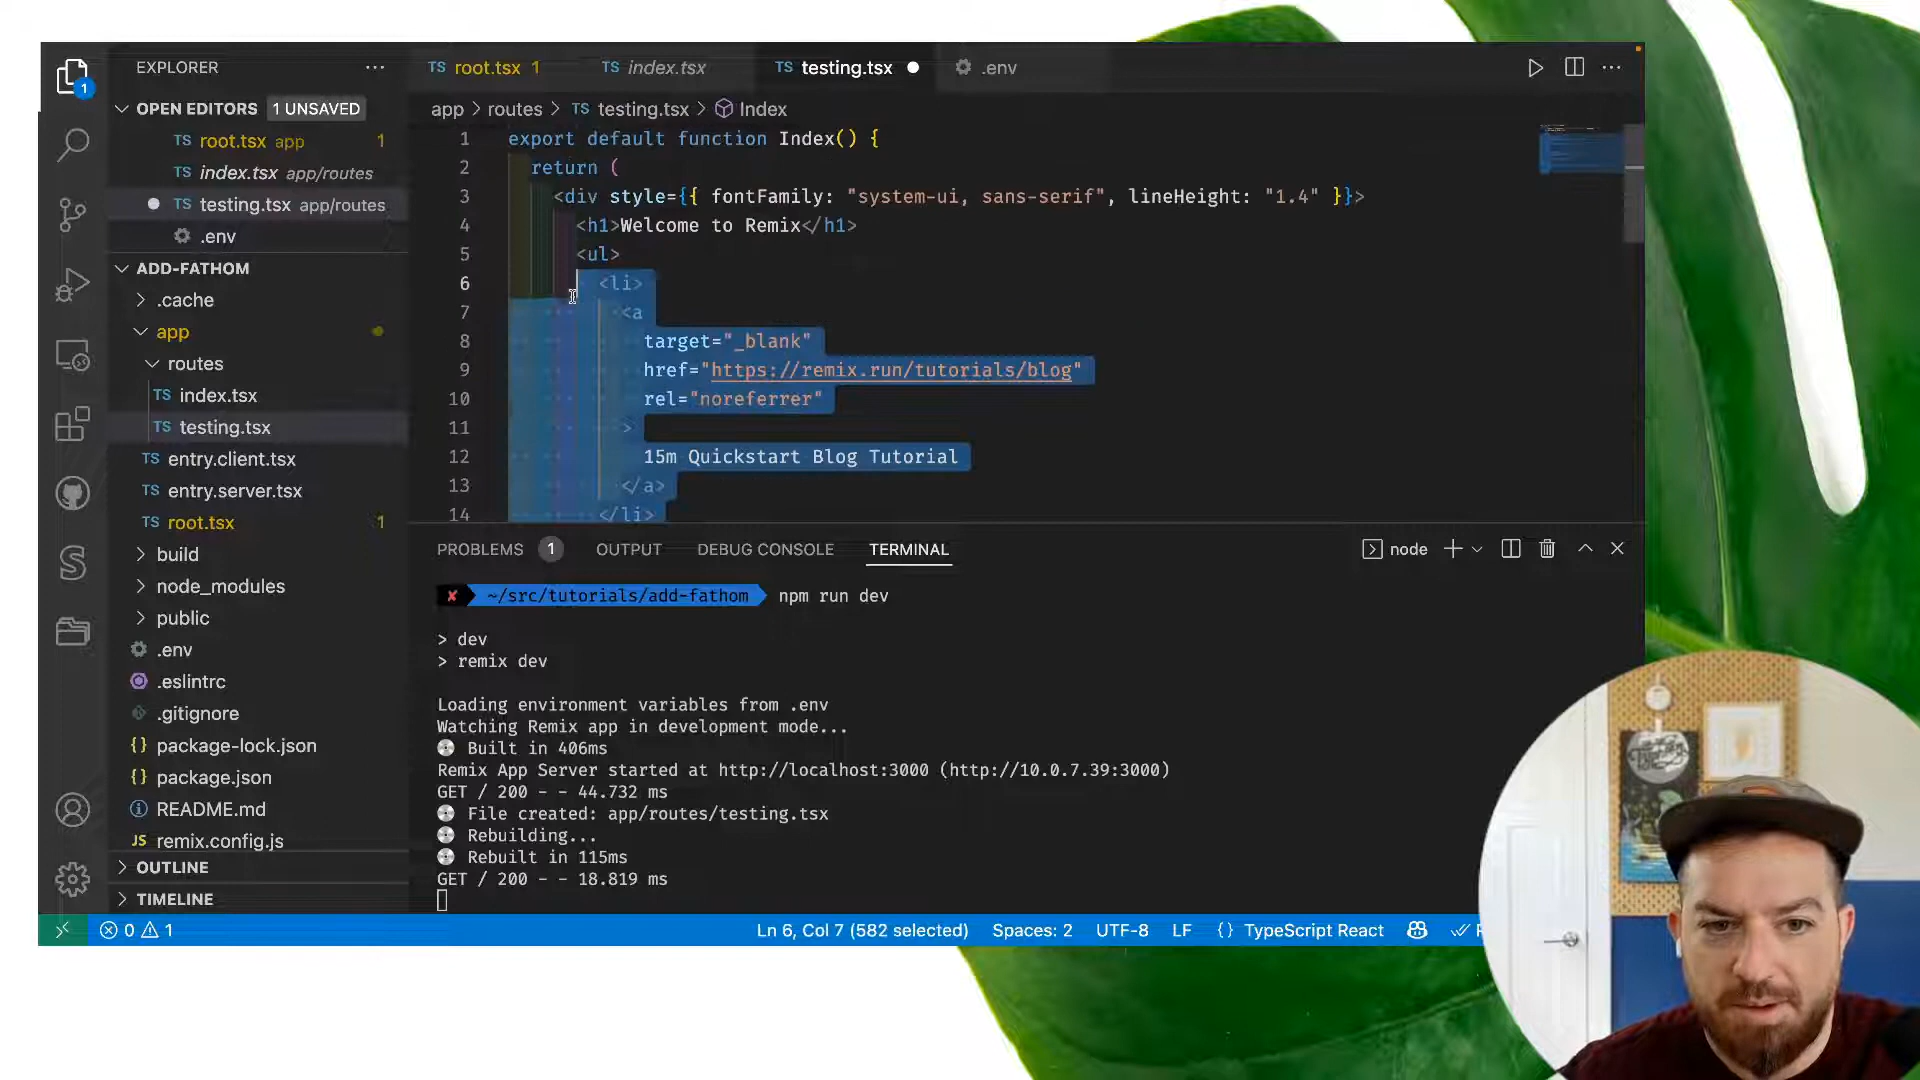 EXPLORER
OPEN EDITORS 1 UNSAVED
TS root.tsx app 1
TS index.tsx app/routes
TS testing.tsx app/routes
.env
ADD-FATHOM
.cache
app
routes
TS index.tsx
TS testing.tsx
TS entry.client.tsx
TS entry.server.tsx
TS root.tsx 1
build
node_modules
public
.env
.eslintrc
.gitignore
{} package-lock.json
{} package.json
README.md
JS remix.config.js
OUTLINE
TIMELINE
1
TS root.tsx 1 TS index.tsx TS testing.tsx .env
app > routes > TS testing.tsx > Index
1 export default function Index() {
2 return (
3 <div style={{ fontFamily: "system-ui, sans-serif", lineHeight: "1.4" }}>
4 <h1>Welcome to Remix</h1>
5 <ul>
6 <li>
7 <a
8 target="_blank"
9 href="https://remix.run/tutorials/blog"
10 rel="noreferrer"
11 >
12 15m Quickstart Blog Tutorial
13 </a>
14 </li>
PROBLEMS 1 OUTPUT DEBUG CONSOLE TERMINAL node
✘ ~/src/tutorials/add-fathom npm run dev
> dev
> remix dev
Loading environment variables from .env
Watching Remix app in development mode...
Built in 406ms
Remix App Server started at http://localhost:3000 (http://10.0.7.39:3000)
GET / 200 - - 44.732 ms
File created: app/routes/testing.tsx
Rebuilding...
Rebuilt in 115ms
GET / 200 - - 18.819 ms
0 1 Ln 6, Col 7 (582 selected) Spaces: 2 UTF-8 LF {} TypeScript React